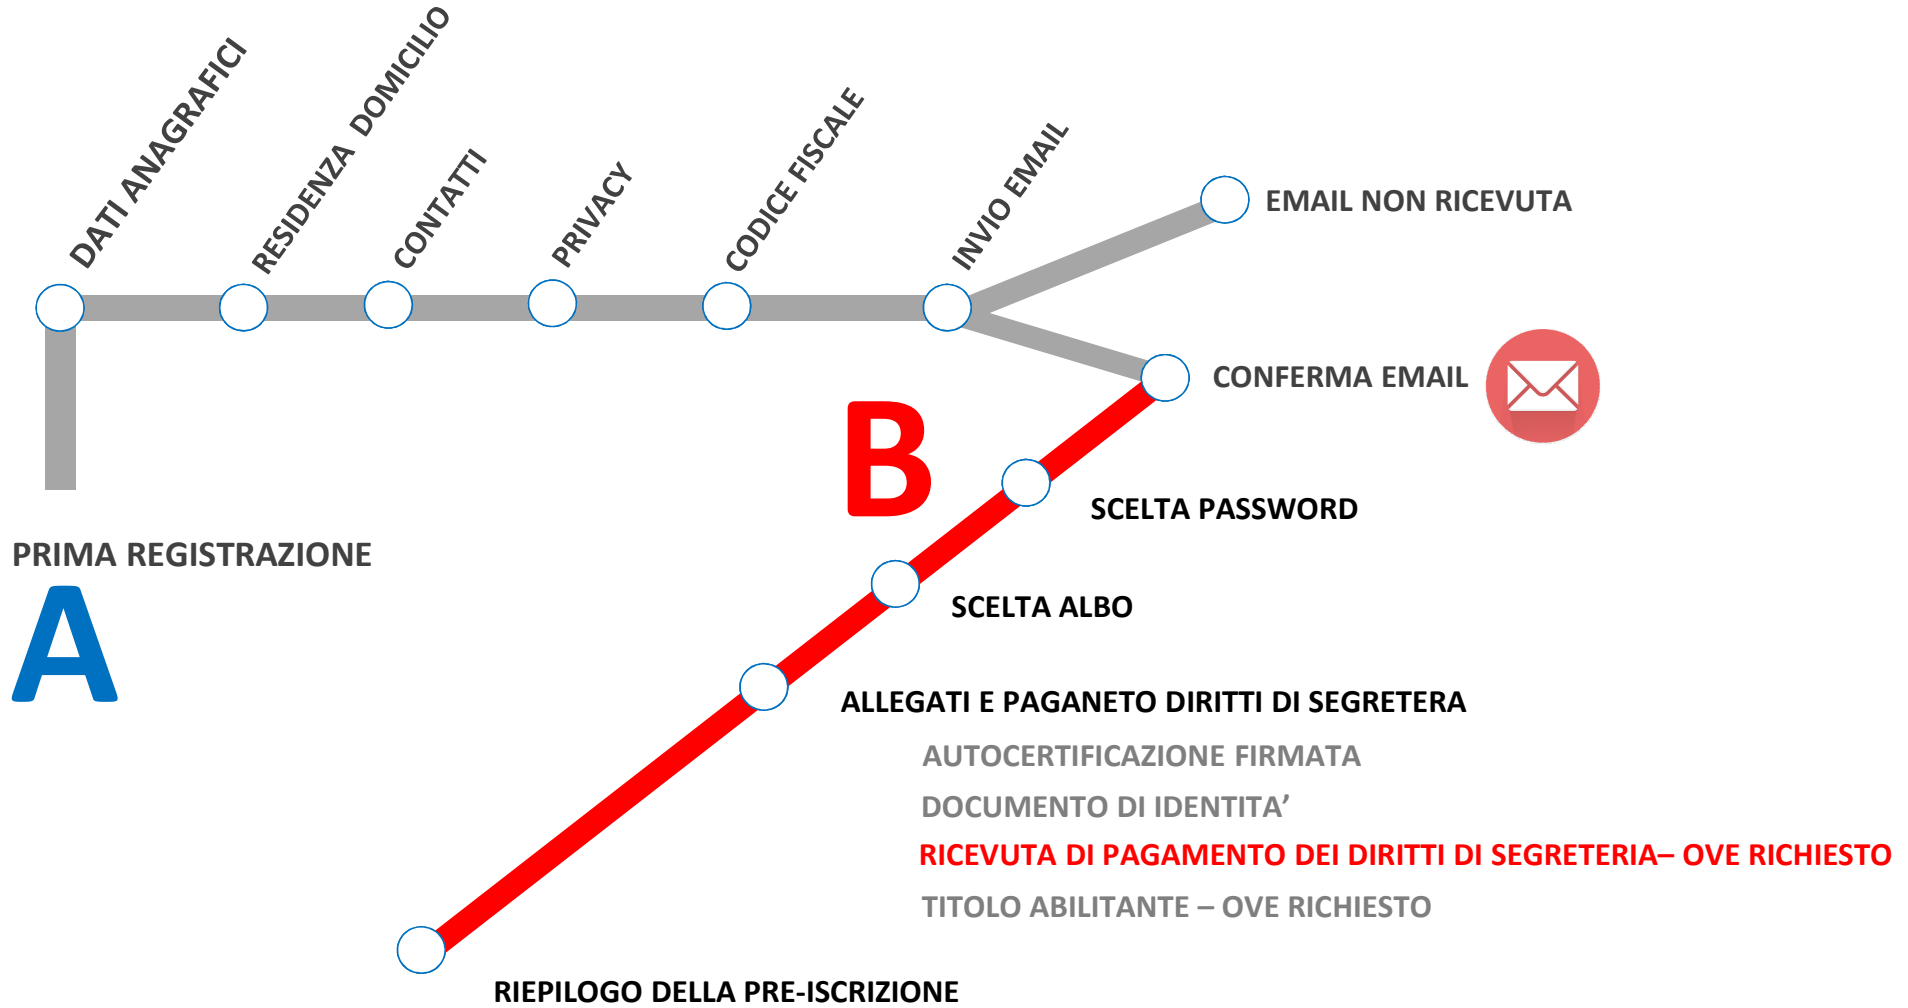 DATI ANAGRAFICI
RESIDENZA DOMICILIO
CONTATTI
PRIVACY
CODICE FISCALE
INVIO EMAIL
EMAIL NON RICEVUTA
CONFERMA EMAIL
B
SCELTA PASSWORD
PRIMA REGISTRAZIONE
A
SCELTA ALBO
ALLEGATI E PAGANETO DIRITTI DI SEGRETERA
AUTOCERTIFICAZIONE FIRMATA
DOCUMENTO DI IDENTITA’
RICEVUTA DI PAGAMENTO DEI DIRITTI DI SEGRETERIA– OVE RICHIESTO
TITOLO ABILITANTE – OVE RICHIESTO
RIEPILOGO DELLA PRE-ISCRIZIONE